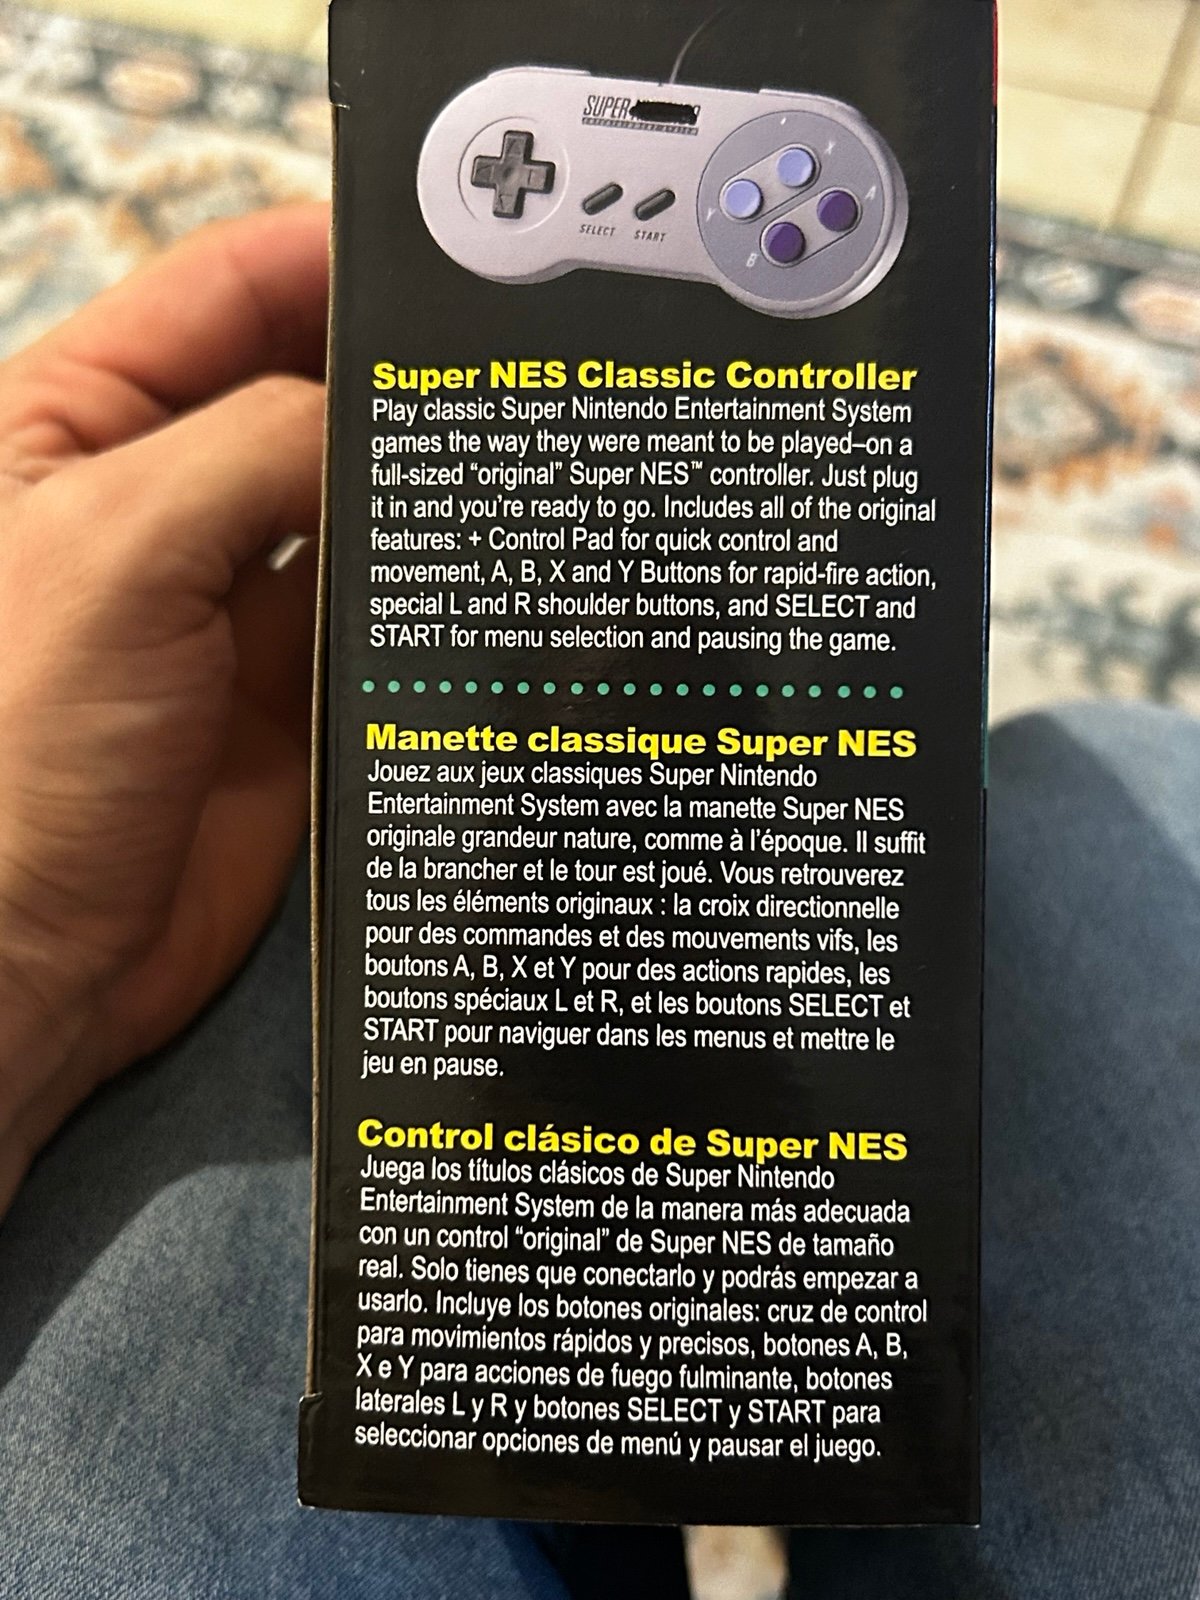 SUPER
ENTERTAINMENT SYSTEM
X
Y
A
B
SELECT START
Super NES Classic Controller
Play classic Super Nintendo Entertainment System
games the way they were meant to be played–on a
full-sized “original” Super NES™ controller. Just plug
it in and you’re ready to go. Includes all of the original
features: + Control Pad for quick control and
movement, A, B, X and Y Buttons for rapid-fire action,
special L and R shoulder buttons, and SELECT and
START for menu selection and pausing the game.
Manette classique Super NES
Jouez aux jeux classiques Super Nintendo
Entertainment System avec la manette Super NES
originale grandeur nature, comme à l’époque. Il suffit
de la brancher et le tour est joué. Vous retrouverez
tous les éléments originaux : la croix directionnelle
pour des commandes et des mouvements vifs, les
boutons A, B, X et Y pour des actions rapides, les
boutons spéciaux L et R, et les boutons SELECT et
START pour naviguer dans les menus et mettre le
jeu en pause.
Control clásico de Super NES
Juega los títulos clásicos de Super Nintendo
Entertainment System de la manera más adecuada
con un control “original” de Super NES de tamaño
real. Solo tienes que conectarlo y podrás empezar a
usarlo. Incluye los botones originales: cruz de control
para movimientos rápidos y precisos, botones A, B,
X e Y para acciones de fuego fulminante, botones
laterales L y R y botones SELECT y START para
seleccionar opciones de menú y pausar el juego.